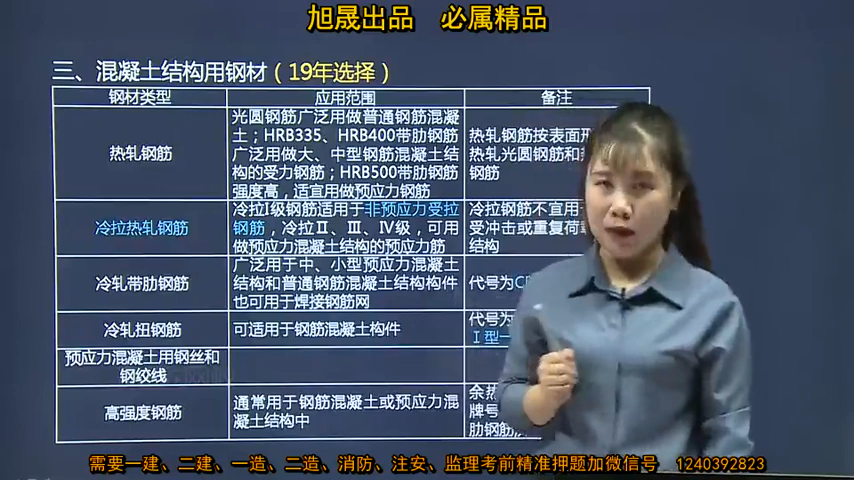 旭晟出品 必属精品
三、混凝土结构用钢材（19年选择）
钢材类型 应用范围 备注
热轧钢筋
光圆钢筋广泛用做普通钢筋混凝
土；HRB335、HRB400带肋钢筋
广泛用做大、中型钢筋混凝土结
构的受力钢筋；HRB500带肋钢筋
强度高，适宜用做预应力钢筋
热轧钢筋按表面形
热轧光圆钢筋和热
钢筋
冷拉热轧钢筋
冷拉Ⅰ级钢筋适用于非预应力受拉
钢筋，冷拉Ⅱ、Ⅲ、Ⅳ级，可用
做预应力混凝土结构的预应力筋
冷拉钢筋不宜用于
受冲击或重复荷载
结构
冷轧带肋钢筋
广泛用于中、小型预应力混凝土
结构和普通钢筋混凝土结构构件
也可用于焊接钢筋网
代号为C
冷轧扭钢筋
可适用于钢筋混凝土构件
代号为
Ⅰ型一
预应力混凝土用钢丝和
钢绞线
高强度钢筋
通常用于钢筋混凝土或预应力混
凝土结构中
余热
牌号
肋钢筋
需要一建、二建、一造、二造、消防、注安、监理考前精准押题加微信号 1240392823